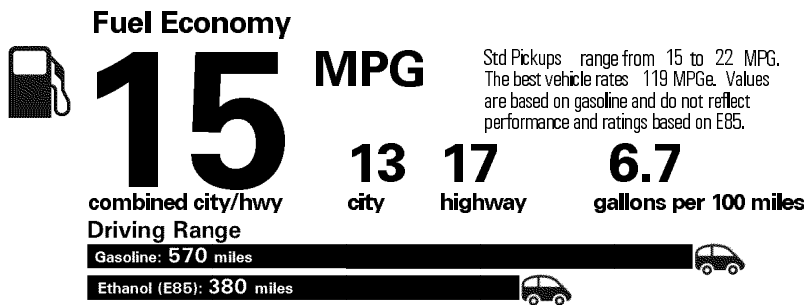 Fuel Economy
15
MPG
Std Pickups range from 15 to 22 MPG.
The best vehicle rates 119 MPGe. Values
are based on gasoline and do not reflect
performance and ratings based on E85.
combined city/hwy
13
city
17
highway
6.7
gallons per 100 miles
Driving Range
Gasoline: 570 miles
Ethanol (E85): 380 miles